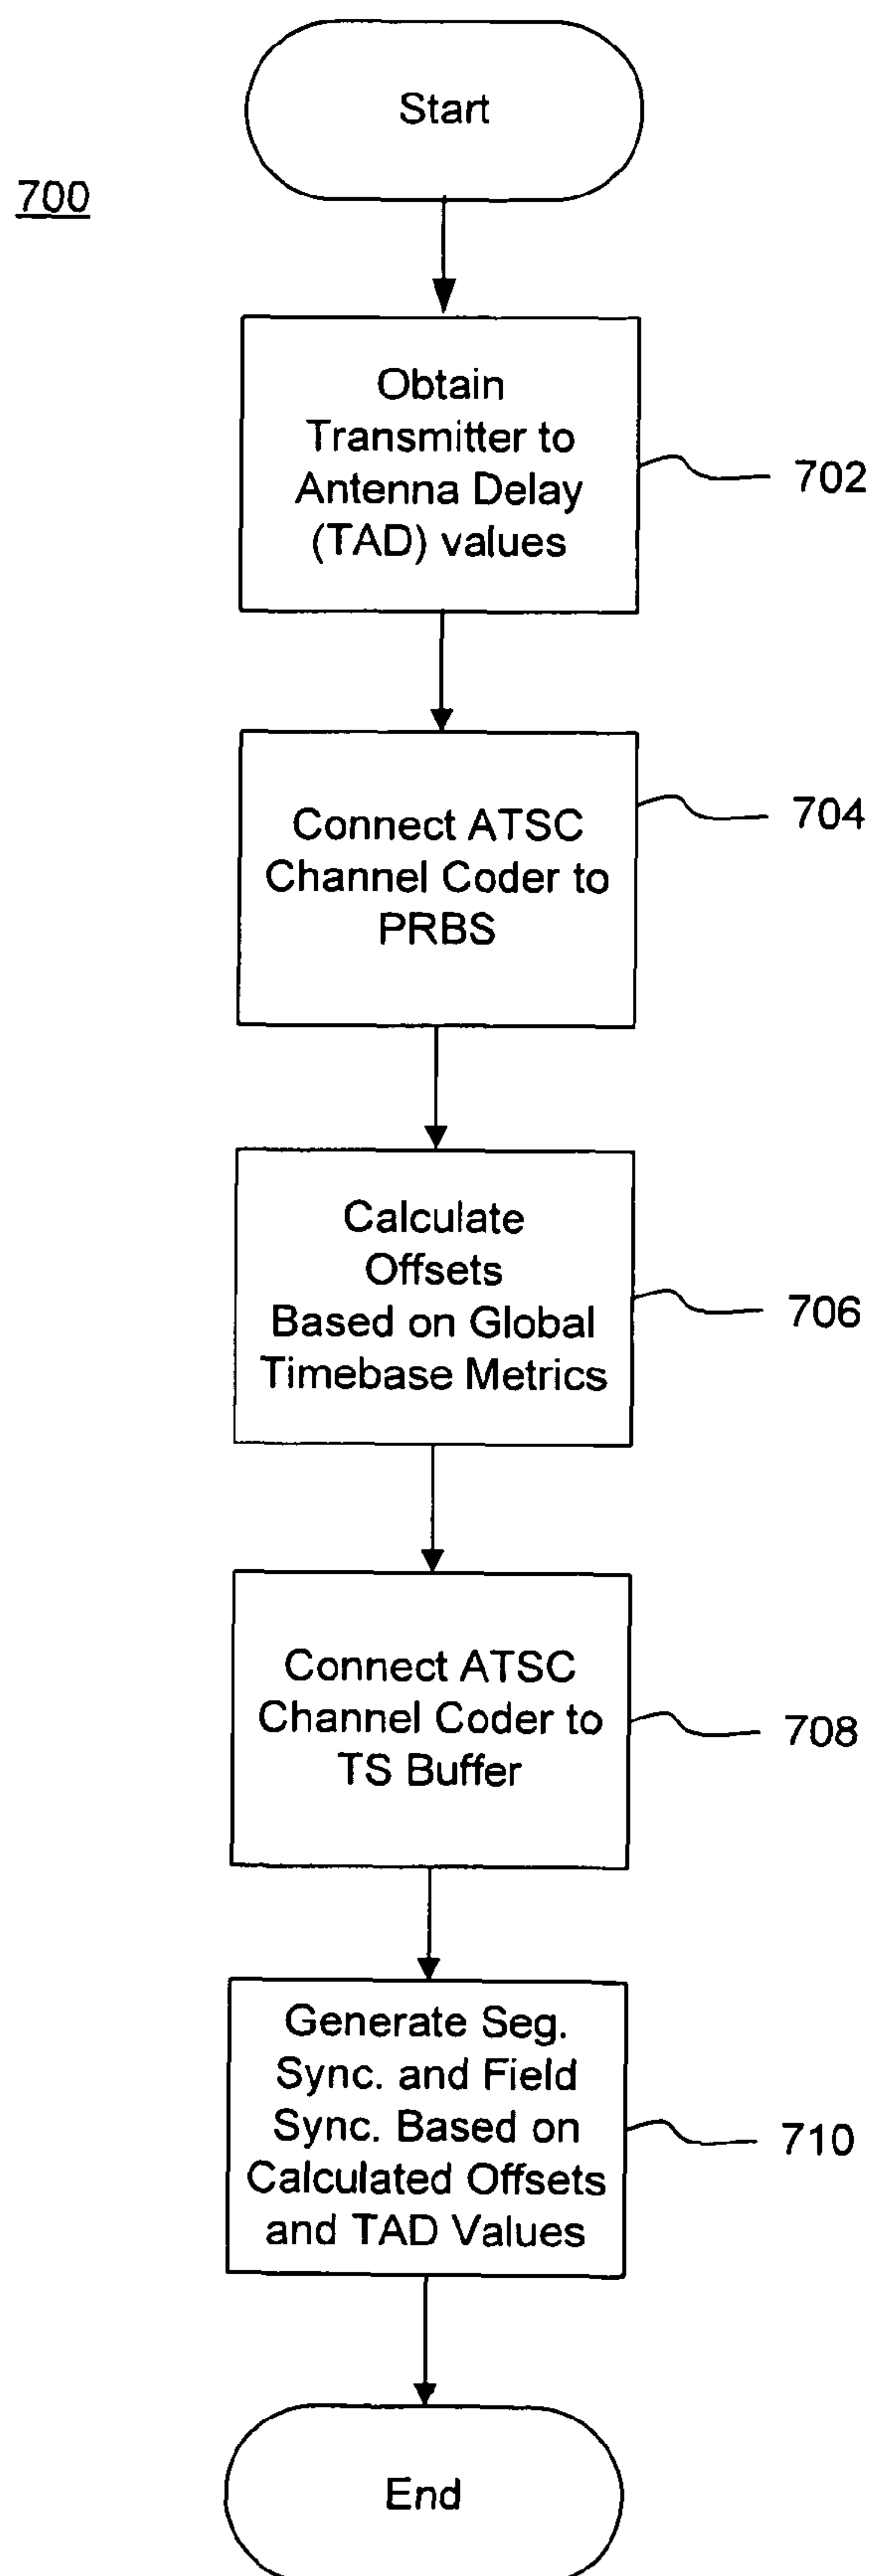 Start
700
Obtain
Transmitter to
Antenna Delay
(TAD) values
702
Connect ATSC
Channel Coder to
PRBS
704
Calculate
Offsets
Based on Global
Timebase Metrics
706
Connect ATSC
Channel Coder to
TS Buffer
708
Generate Seg.
Sync. and Field
Sync. Based on
Calculated Offsets
and TAD Values
710
End